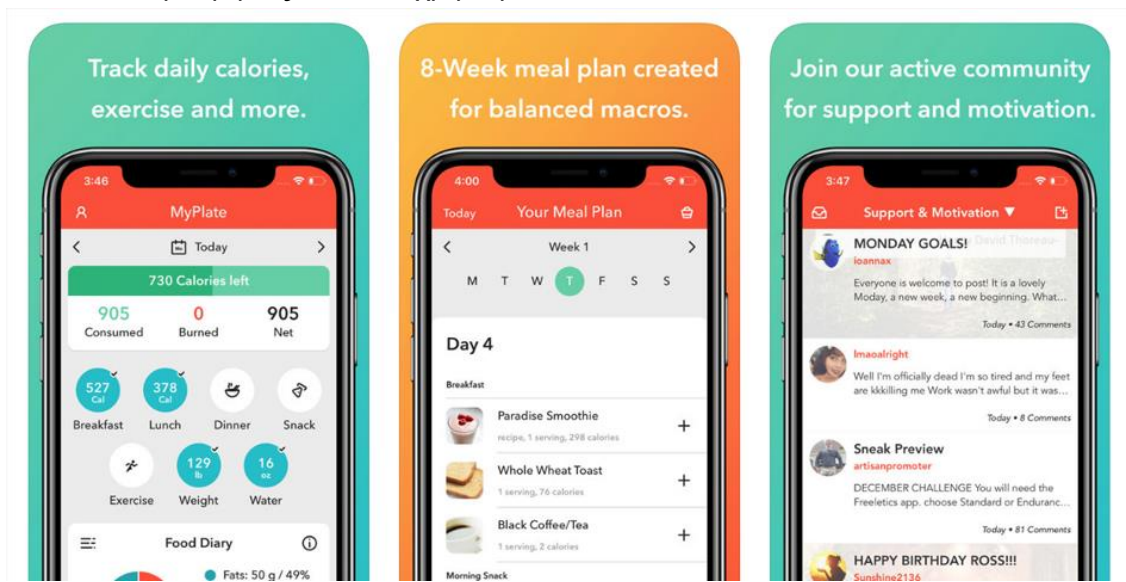 Track daily calories,
exercise and more.
3:46
MyPlate
Today
730 Calories left
905
0
905
Consumed
Burned
Net
527
Cal
378
Cal
Breakfast
Lunch
Dinner
Snack
129
lb
16
oz
Exercise
Weight
Water
Food Diary
Fats: 50 g / 49%
8-Week meal plan created
for balanced macros.
4:00
Today
Your Meal Plan
Week 1
M T W T F S S
Day 4
Breakfast
Paradise Smoothie
recipe, 1 serving, 298 calories
Whole Wheat Toast
1 serving, 76 calories
Black Coffee/Tea
1 serving, 2 calories
Morning Snack
Join our active community
for support and motivation.
3:47
Support & Motivation ▼
David Thoreau-
MONDAY GOALS!
ioannax
Everyone is welcome to post! It is a lovely
Moday, a new week, a new beginning. What...
Today • 43 Comments
lmaoalright
Well I'm officially dead I'm so tired and my feet
are kkkilling me Work wasn't awful but it was...
Today • 8 Comments
Sneak Preview
artisanpromoter
DECEMBER CHALLENGE You will need the
Freeletics app. choose Standard or Enduranc...
Today • 81 Comments
HAPPY BIRTHDAY ROSS!!!
Sunshine2136